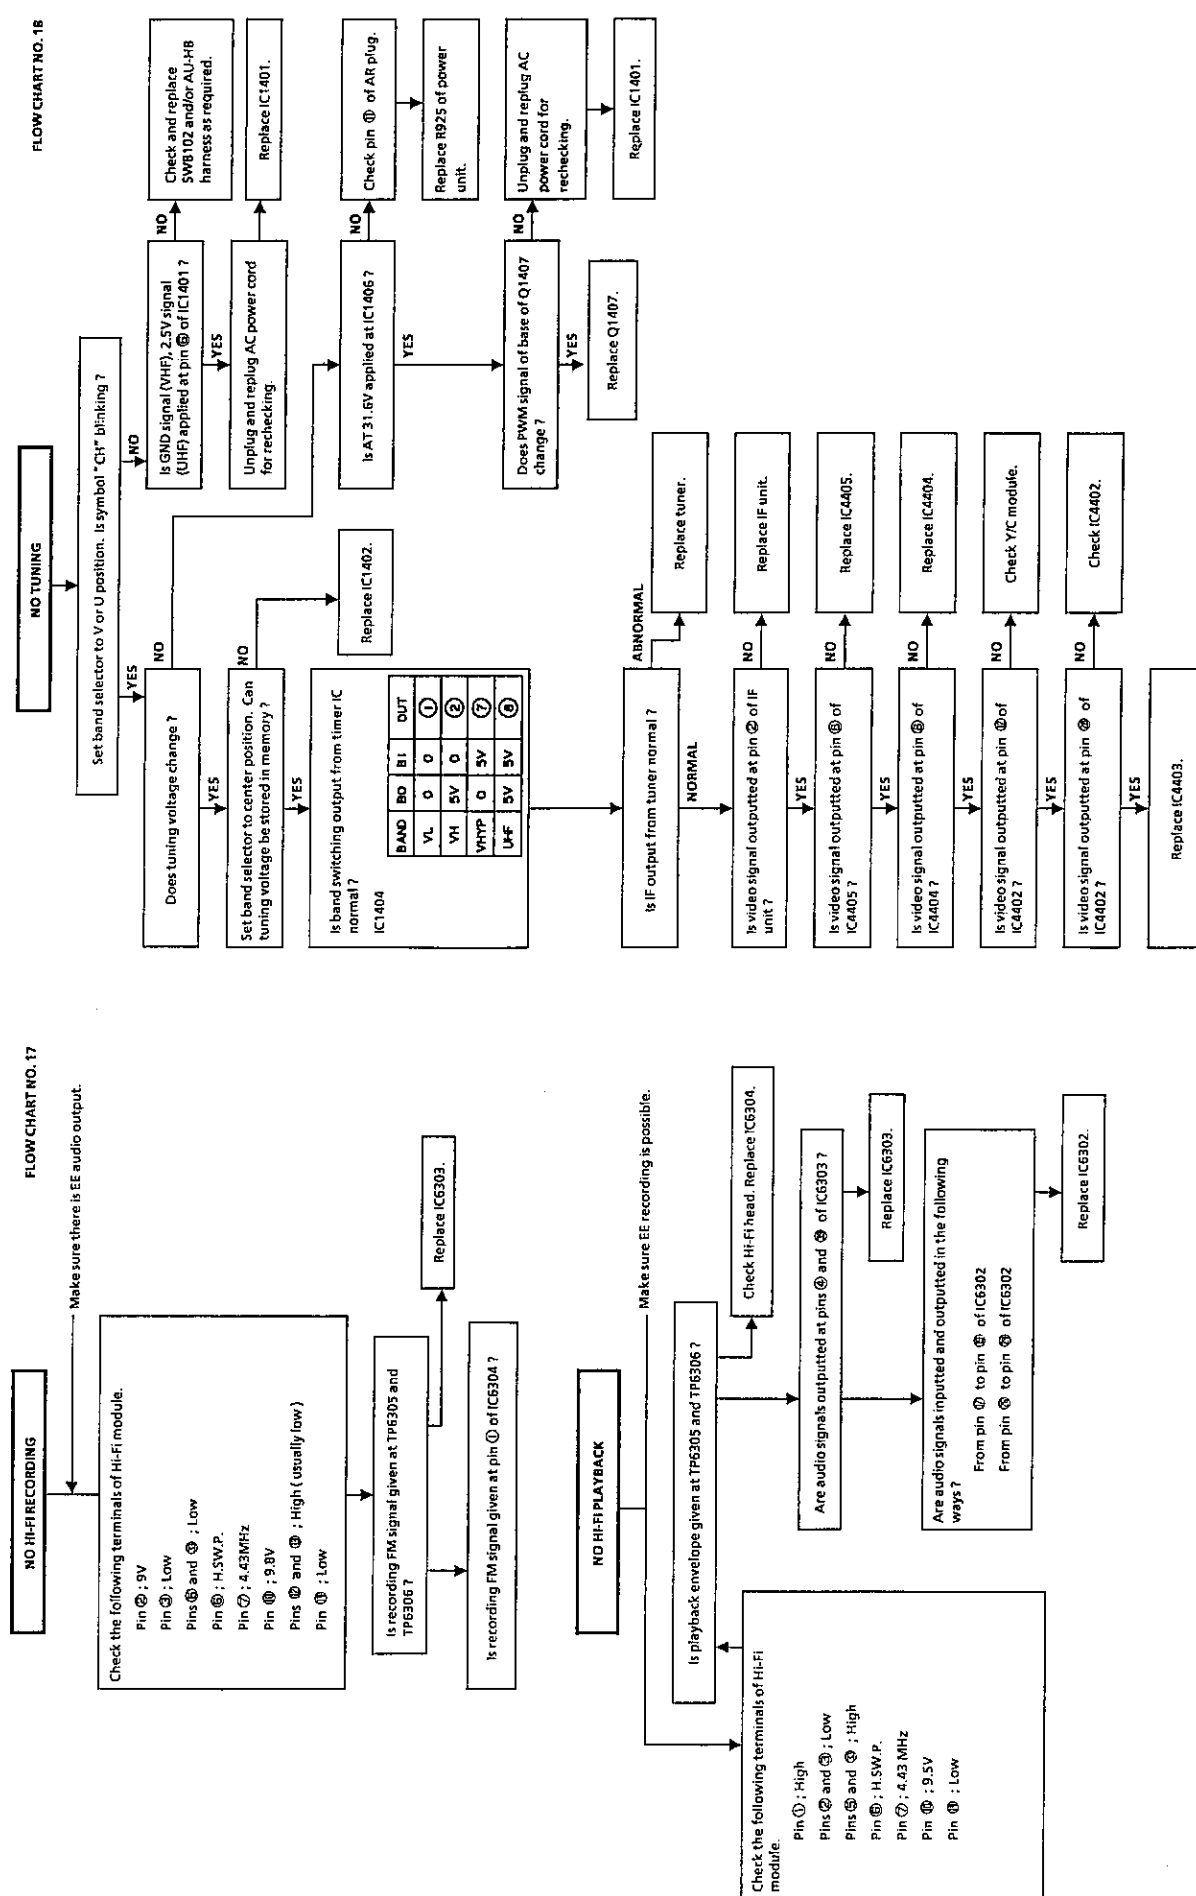 FLOW CHART NO. 17
NO HI-FI RECORDING
Make sure there is EE audio output.
Check the following terminals of Hi-Fi module.
Pin ② ; 9V
Pin ③ ; Low
Pins ⑤ and ⑬ ; Low
Pin ⑥ ; H.SW.P.
Pin ⑦ ; 4.43MHz
Pin ⑩ ; 9.8V
Pins ⑫ and ⑬ ; High ( usually low )
Pin ⑪ ; Low
Is recording FM signal given at TP6305 and
TP6306 ?
Replace IC6303.
Is recording FM signal given at pin ① of IC6304 ?
NO HI-FI PLAYBACK
Make sure EE recording is possible.
Is playback envelope given at TP6305 and TP6306 ?
Check Hi-Fi head. Replace IC6304.
Check the following terminals of Hi-Fi
module.
Pin ① ; High
Pins ② and ③ ; Low
Pins ⑤ and ; High
Pin ⑥ ; H.SW.P.
Pin ⑦ ; 4.43 MHz
Pin ⑩ ; 9.5V
Pin ⑪ ; Low
Are audio signals outputted at pins ④ and of IC6303 ?
Replace IC6303.
Are audio signals inputted and outputted in the following
ways ?
From pin to pin of IC6302
From pin to pin of IC6302
Replace IC6302.
FLOW CHART NO. 18
NO TUNING
Set band selector to V or U position. Is symbol "CH" blinking ?
YES
NO
Is GND signal (VHF), 2.5V signal
(UHF) applied at pin of IC1401 ?
NO
Check and replace
SW8102 and/or AU-HB
harness as required.
YES
Unplug and replug AC power cord
for rechecking.
Replace IC1401.
Does tuning voltage change ?
NO
YES
Is AT 31.6V applied at IC1406 ?
NO
Check pin ⑪ of AR plug.
Replace R925 of power
unit.
YES
Does PWM signal of base of Q1407
change ?
NO
Unplug and replug AC
power cord for
rechecking.
Replace IC1401.
YES
Replace Q1407.
Set band selector to center position. Can
tuning voltage be stored in memory ?
NO
Replace IC1402.
YES
Is band switching output from timer IC
normal ?
IC1404
BAND BO BI OUT
VL 0 0 ①
VH 5V 0 ②
VHYP 0 5V ⑦
UHF 5V 5V ⑧
Is IF output from tuner normal ?
ABNORMAL
Replace tuner.
NORMAL
Is video signal outputted at pin ② of IF
unit ?
NO
Replace IF unit.
YES
Is video signal outputted at pin of
IC4405 ?
NO
Replace IC4405.
YES
Is video signal outputted at pin of
IC4404 ?
NO
Replace IC4404.
YES
Is video signal outputted at pin of
IC4402 ?
NO
Check Y/C module.
YES
Is video signal outputted at pin of
IC4402 ?
NO
Check IC4402.
YES
Replace IC4403.